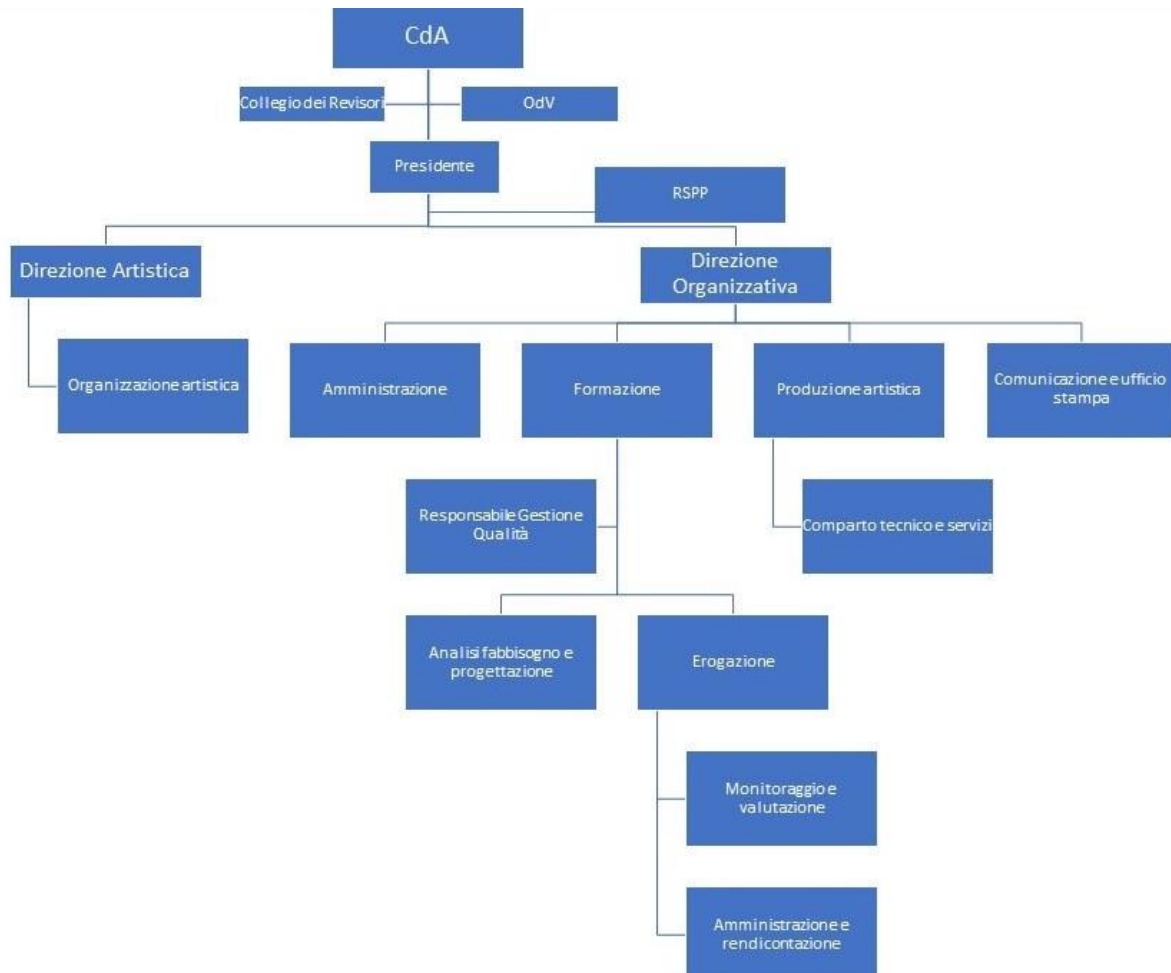 CdA
Collegio dei Revisori
OdV
Presidente
RSPP
Direzione Artistica
Direzione
Organizzativa
Organizzazione artistica
Amministrazione
Formazione
Produzione artistica
Comunicazione e ufficio
stampa
Responsabile Gestione
Qualità
Comparto tecnico e servizi
Analisi fabbisogno e
progettazione
Erogazione
Monitoraggio e
valutazione
Amministrazione e
rendicontazione